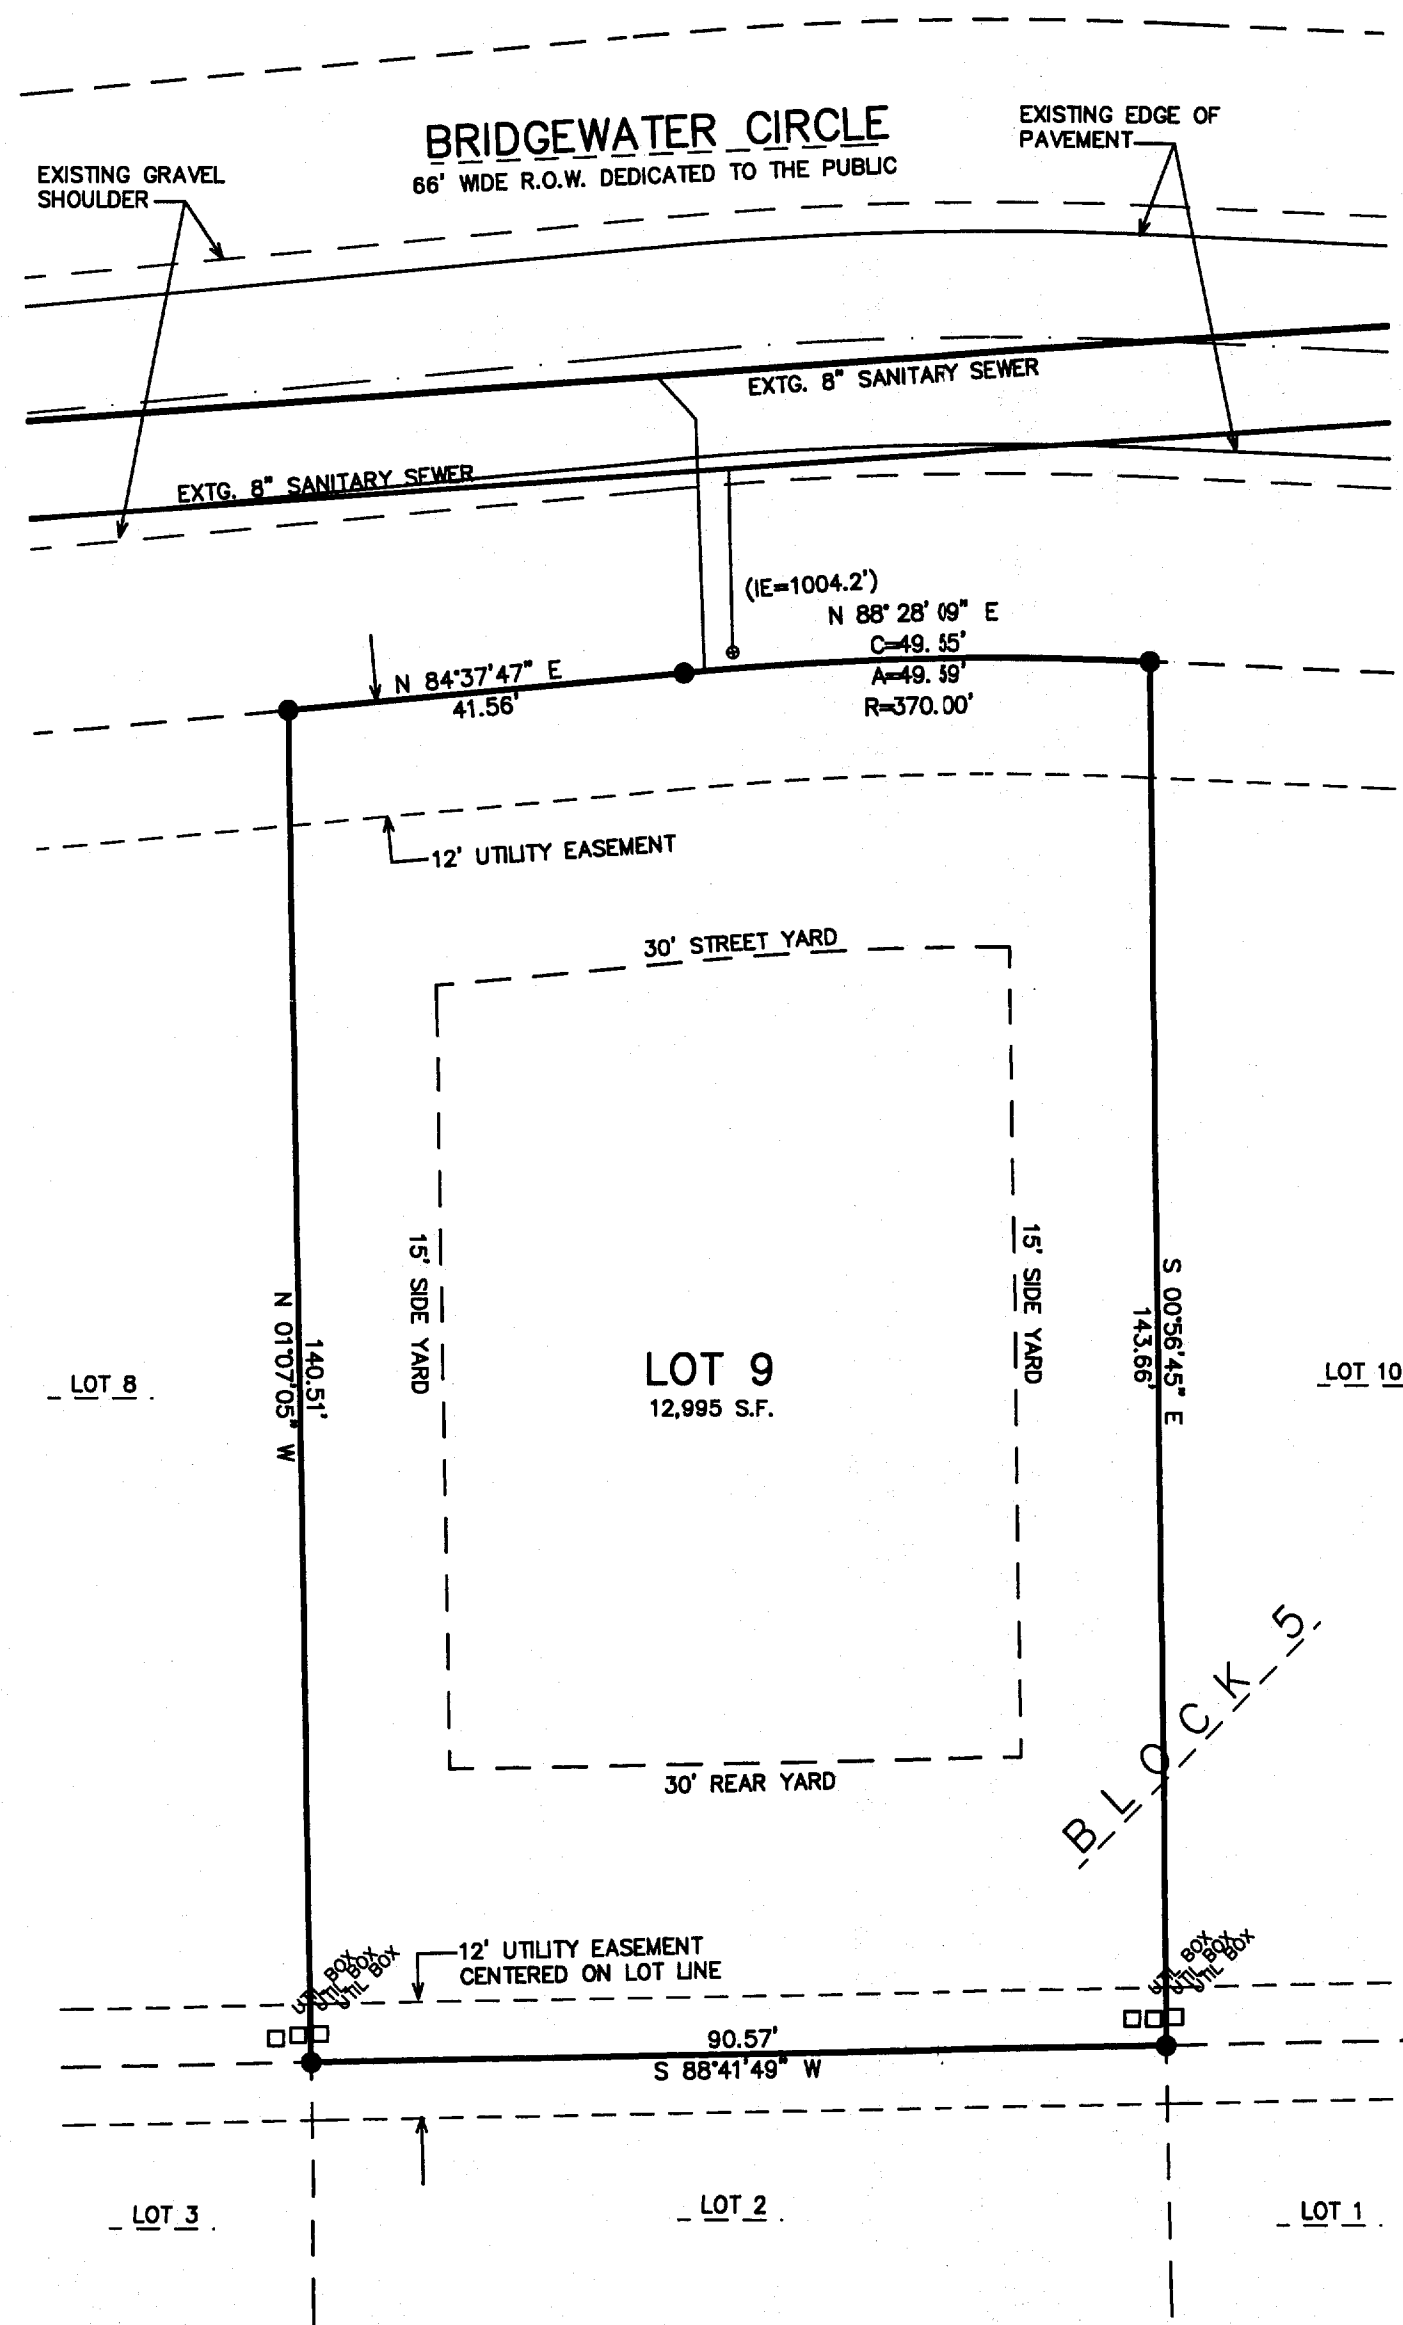 BRIDGEWATER CIRCLE
66' WIDE R.O.W. DEDICATED TO THE PUBLIC
EXISTING EDGE OF
PAVEMENT
EXISTING GRAVEL
SHOULDER
EXTG. 8" SANITARY SEWER
EXTG. 8" SANITARY SEWER
(IE=1004.2')
N 88°28'09" E
C=49.55'
A=49.59'
R=370.00'
N 84°37'47" E
41.56'
12' UTILITY EASEMENT
30' STREET YARD
15' SIDE YARD
15' SIDE YARD
N 01°07'05" W
140.51'
S 00°56'45" E
143.66'
LOT 8
LOT 9
12,995 S.F.
LOT 10
BLOCK 5
30' REAR YARD
12' UTILITY EASEMENT
CENTERED ON LOT LINE
UTIL BOX
UTIL BOX
UTIL BOX
UTIL BOX
UTIL BOX
UTIL BOX
90.57'
S 88°41'49" W
LOT 3
LOT 2
LOT 1